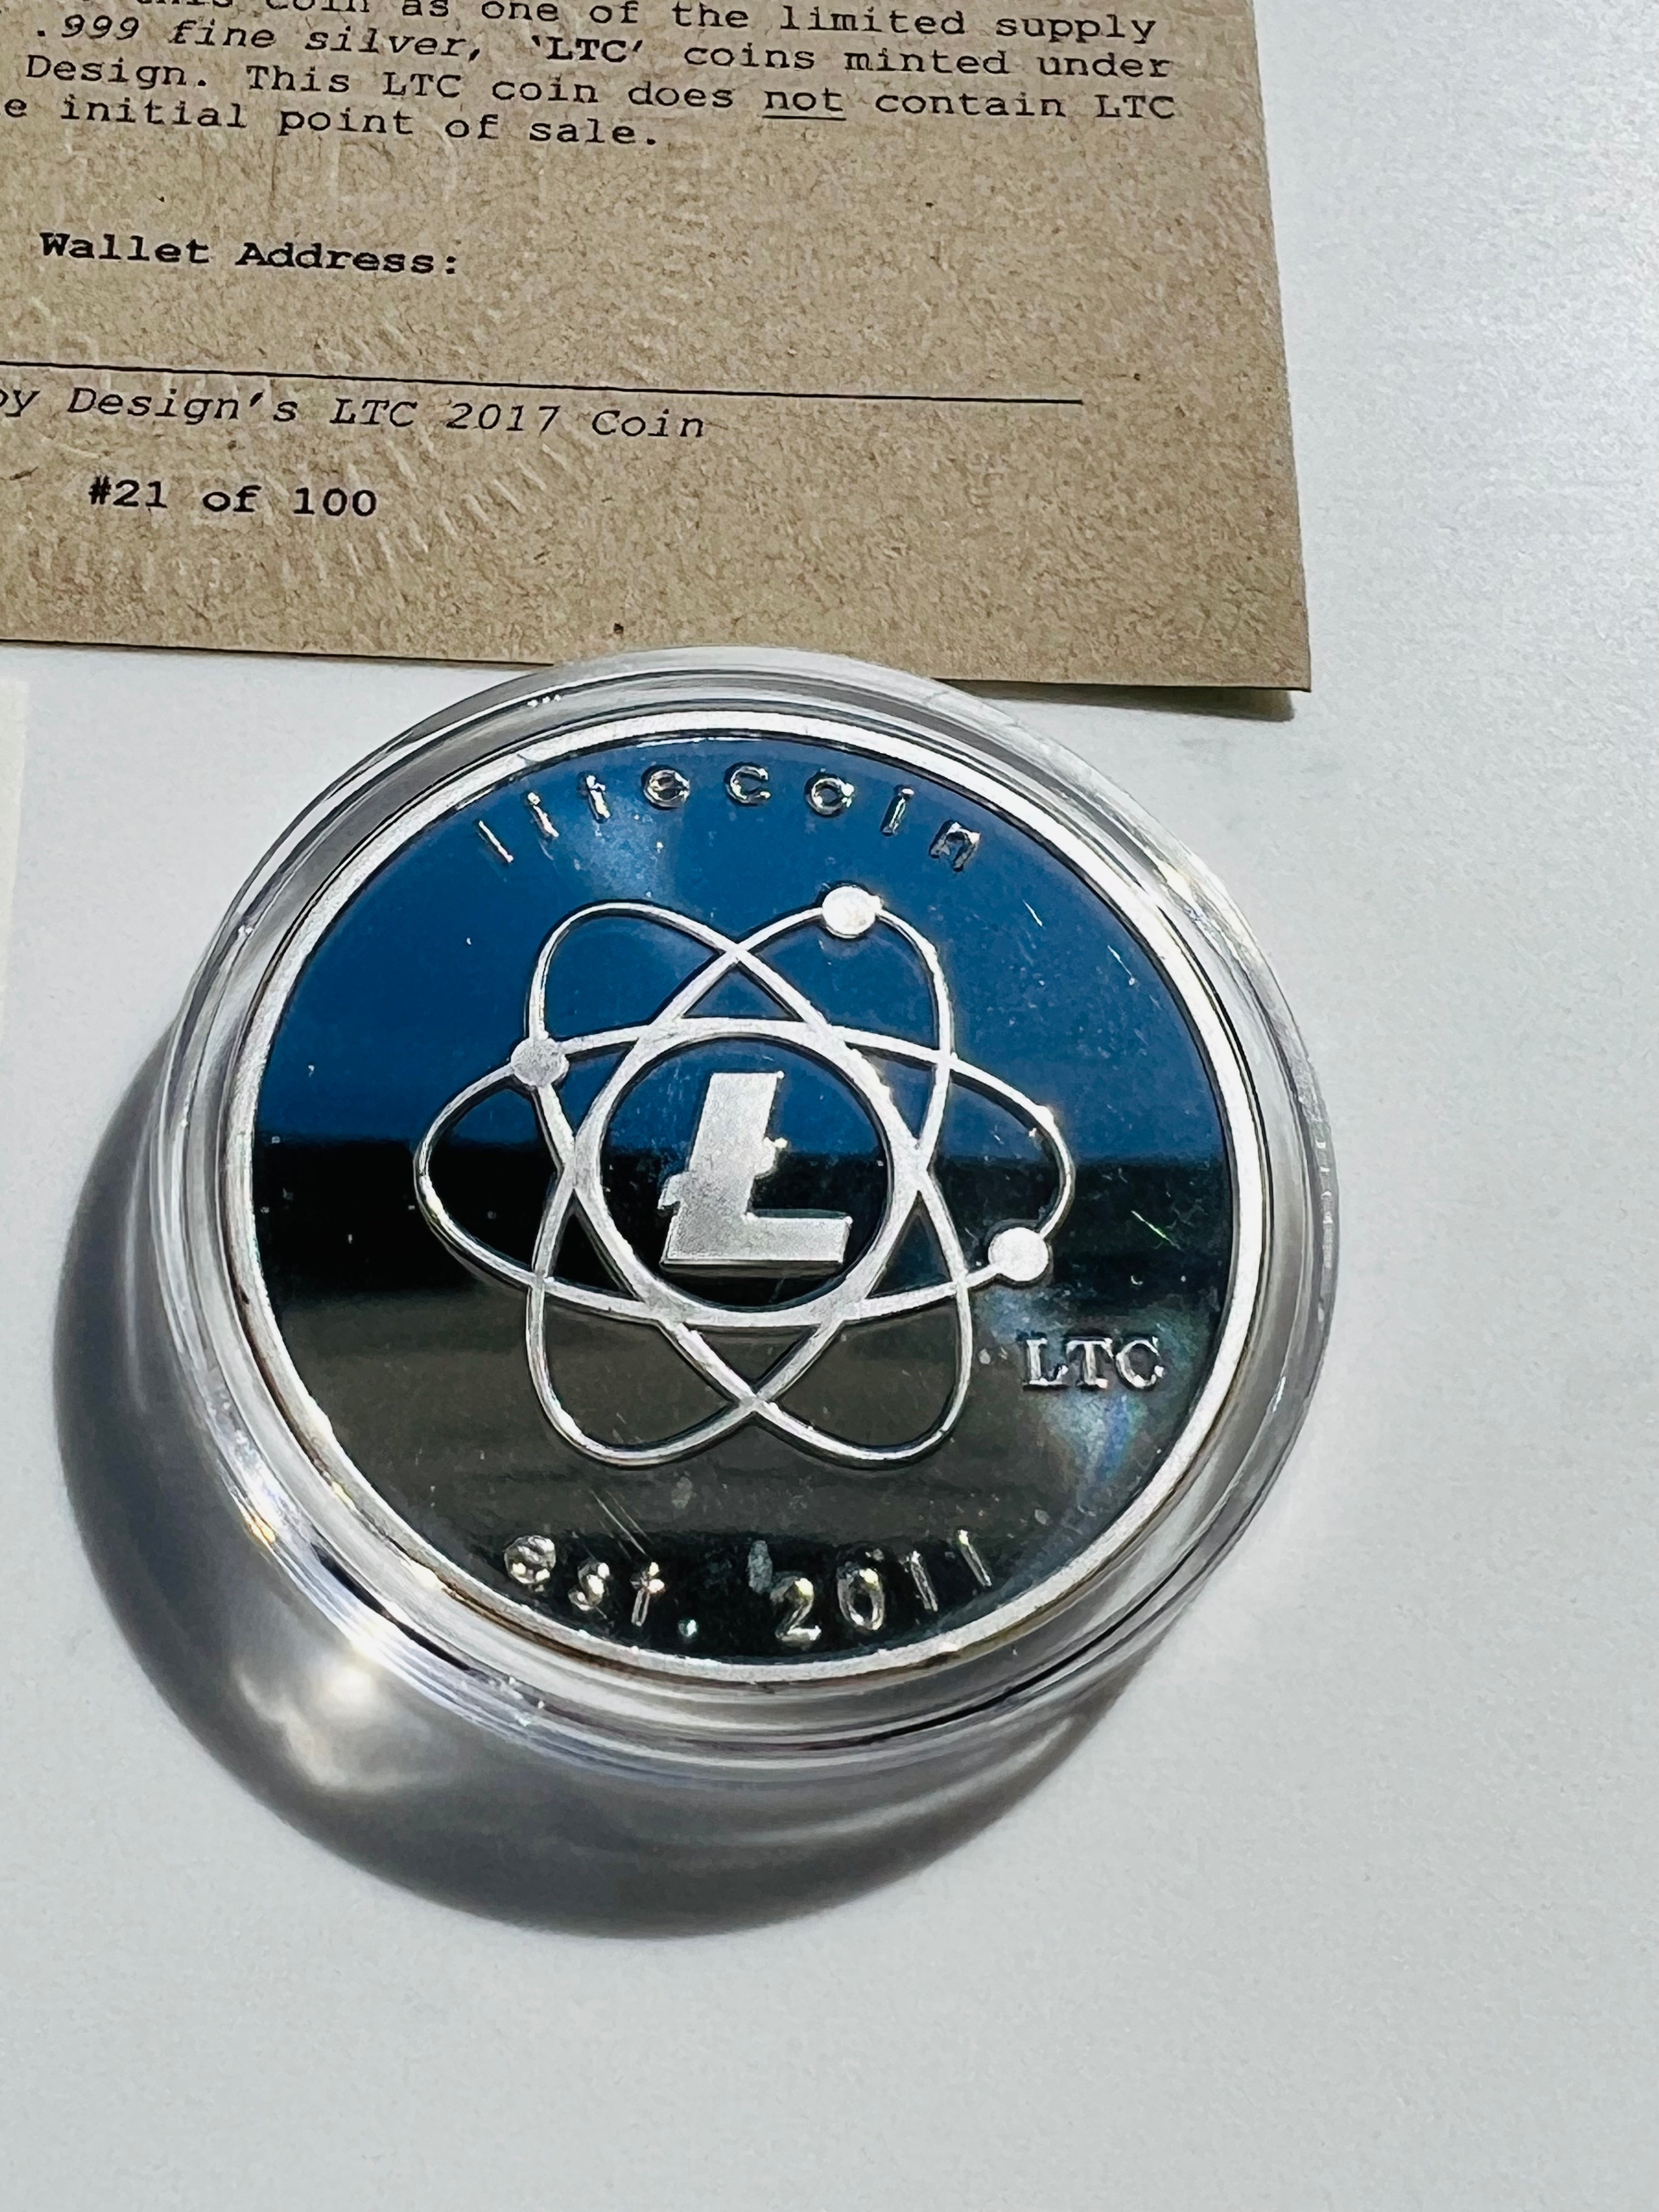 this coin as one of the limited supply
.999 fine silver, ‘LTC’ coins minted under
Design. This LTC coin does not contain LTC
initial point of sale.
Wallet Address:
by Design’s LTC 2017 Coin
#21 of 100
litecoin
Ł
LTC
est. 2011